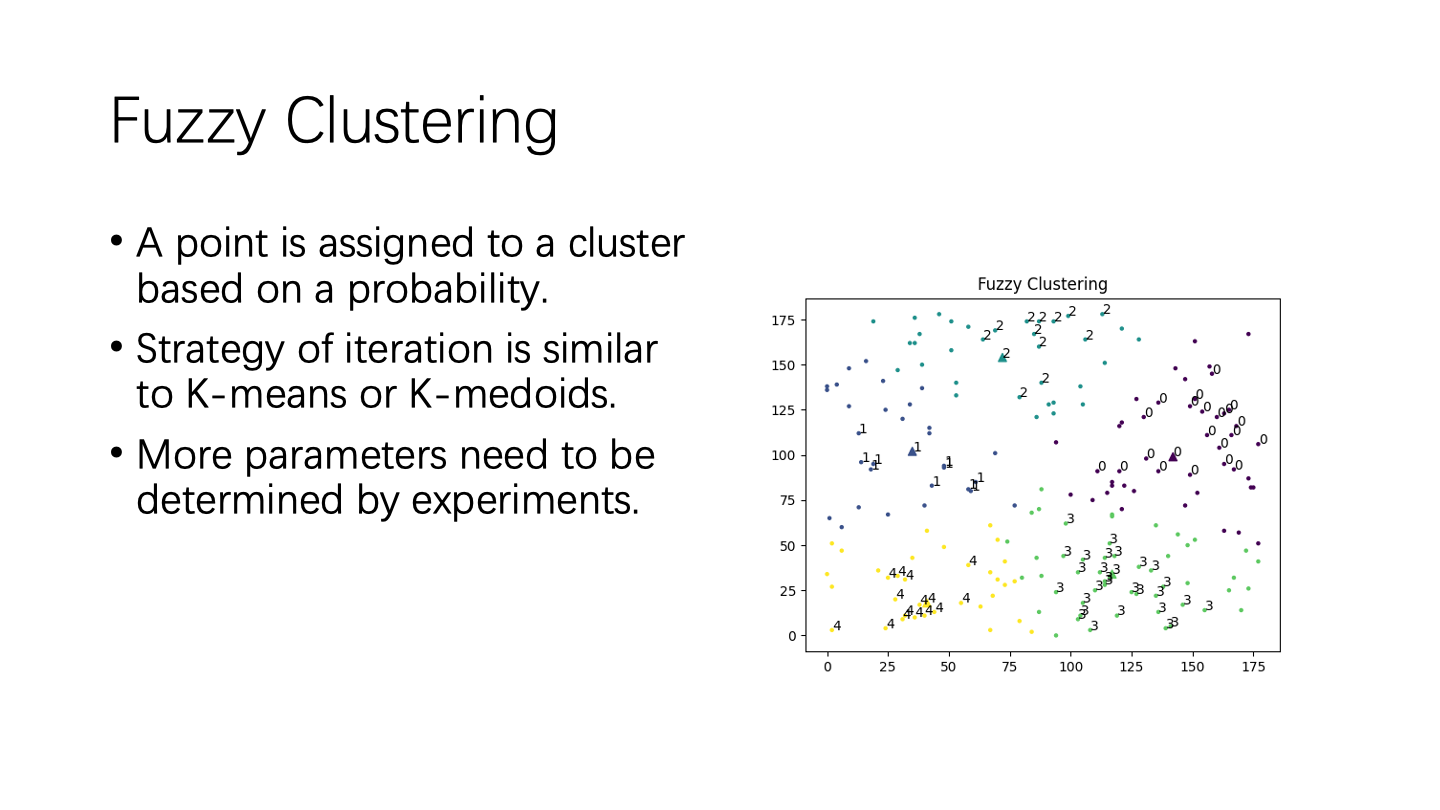 Fuzzy Clustering
• A point is assigned to a cluster
based on a probability.
• Strategy of iteration is similar
to K-means or K-medoids.
• More parameters need to be
determined by experiments.
Fuzzy Clustering
175
150
125
100
75
50
25
0
0 25 50 75 100 125 150 175